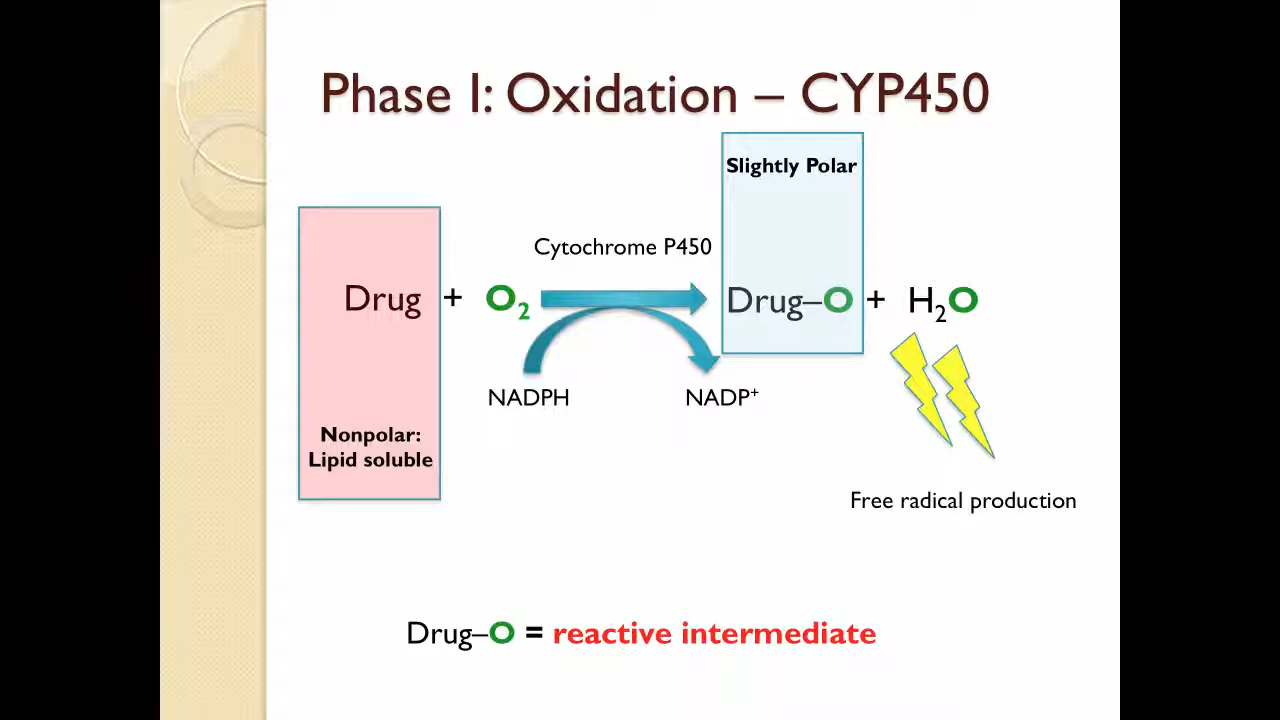 Phase I: Oxidation – CYP450
Slightly Polar
Cytochrome P450
Drug + O₂ Drug–O + H₂O
NADPH NADP⁺
Nonpolar:
Lipid soluble
Free radical production
Drug–O = reactive intermediate